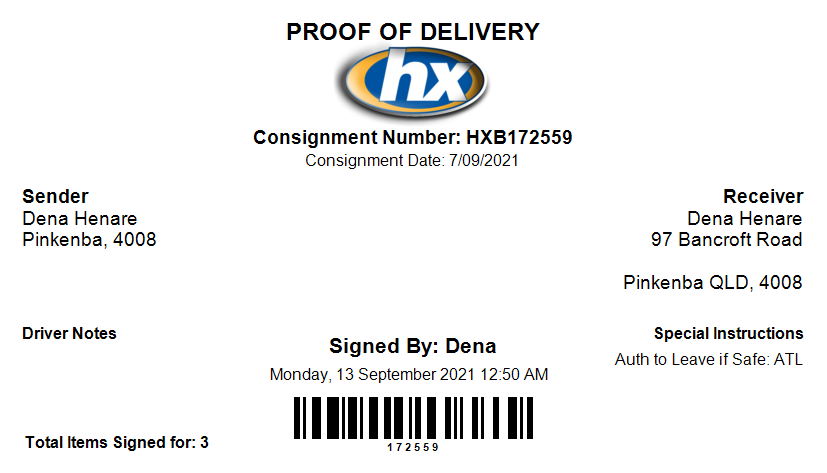 PROOF OF DELIVERY
hx
Consignment Number: HXB172559
Consignment Date: 7/09/2021
Sender
Dena Henare
Pinkenba, 4008
Receiver
Dena Henare
97 Bancroft Road
Pinkenba QLD, 4008
Driver Notes
Signed By: Dena
Monday, 13 September 2021 12:50 AM
Special Instructions
Auth to Leave if Safe: ATL
172559
Total Items Signed for: 3